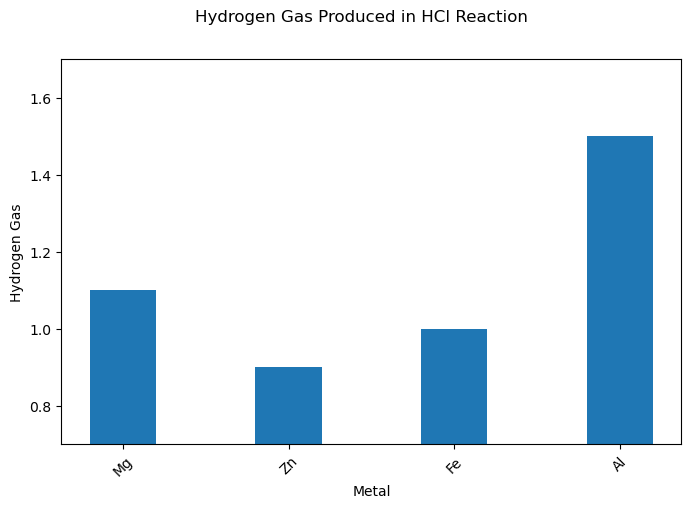 Hydrogen Gas Produced in HCl Reaction
Hydrogen Gas
1.6
1.4
1.2
1.0
0.8
Mg
Zn
Fe
Al
Metal